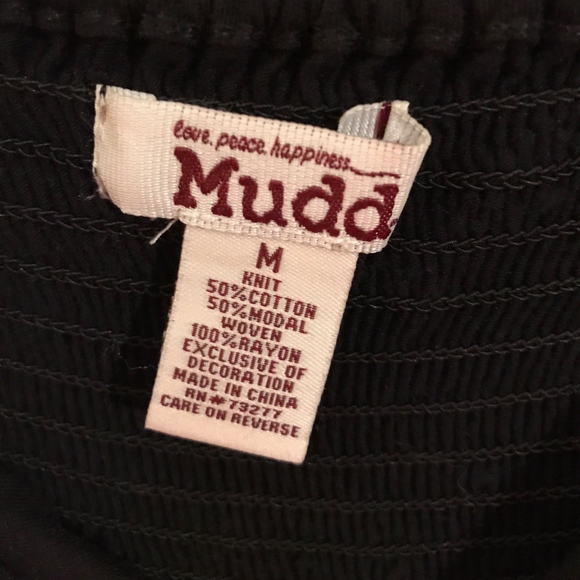 love. peace. happiness.
Mudd.
M
KNIT
50%COTTON
50%MODAL
WOVEN
100%RAYON
EXCLUSIVE OF
DECORATION
MADE IN CHINA
RN#79277
CARE ON REVERSE